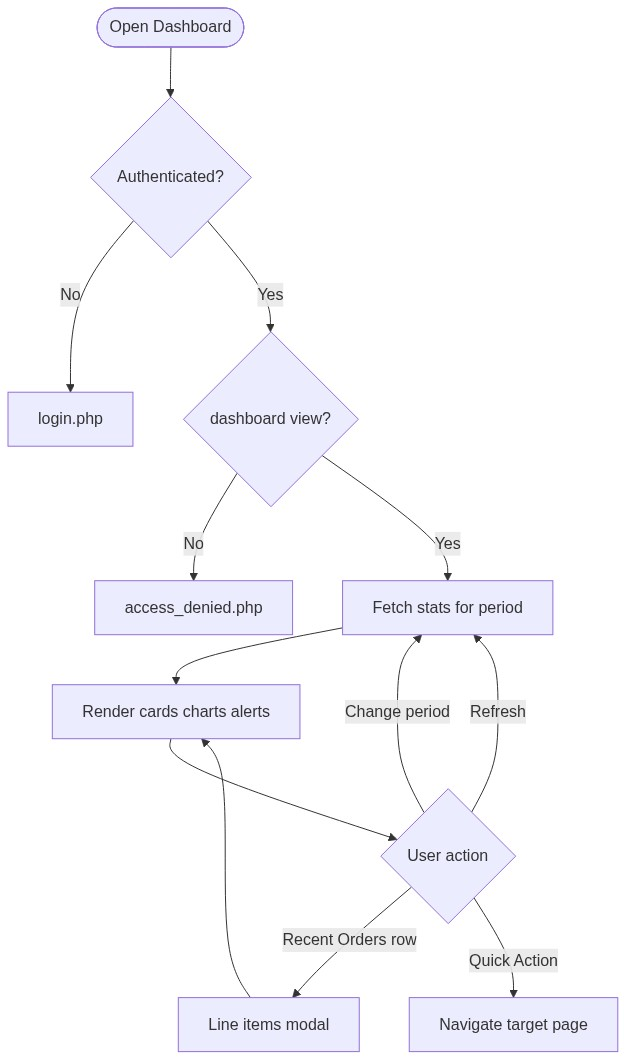 Open Dashboard
Authenticated?
No
Yes
login.php
dashboard view?
No
Yes
access_denied.php
Fetch stats for period
Render cards charts alerts
Change period
Refresh
User action
Recent Orders row
Quick Action
Line items modal
Navigate target page